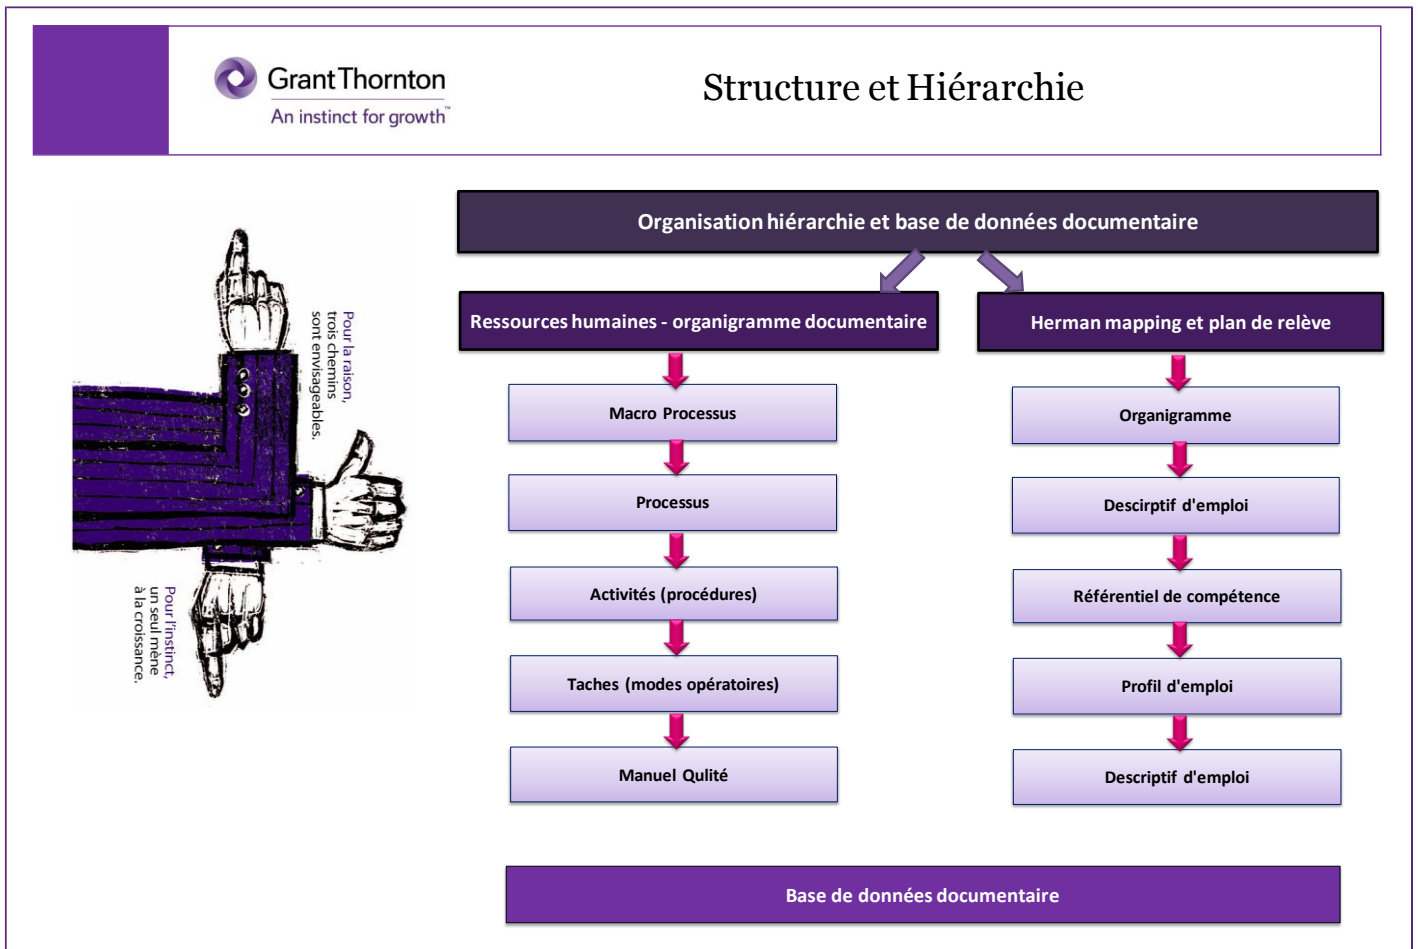 Grant Thornton
An instinct for growth™
Structure et Hiérarchie
Organisation hiérarchie et base de données documentaire
Ressources humaines - organigramme documentaire
Herman mapping et plan de relève
Pour la raison,
trois chemins
sont envisageables.
Pour l'instinct,
un seul mène
à la croissance.
Macro Processus
Processus
Activités (procédures)
Taches (modes opératoires)
Manuel Qulité
Organigramme
Descirptif d'emploi
Référentiel de compétence
Profil d'emploi
Descriptif d'emploi
Base de données documentaire